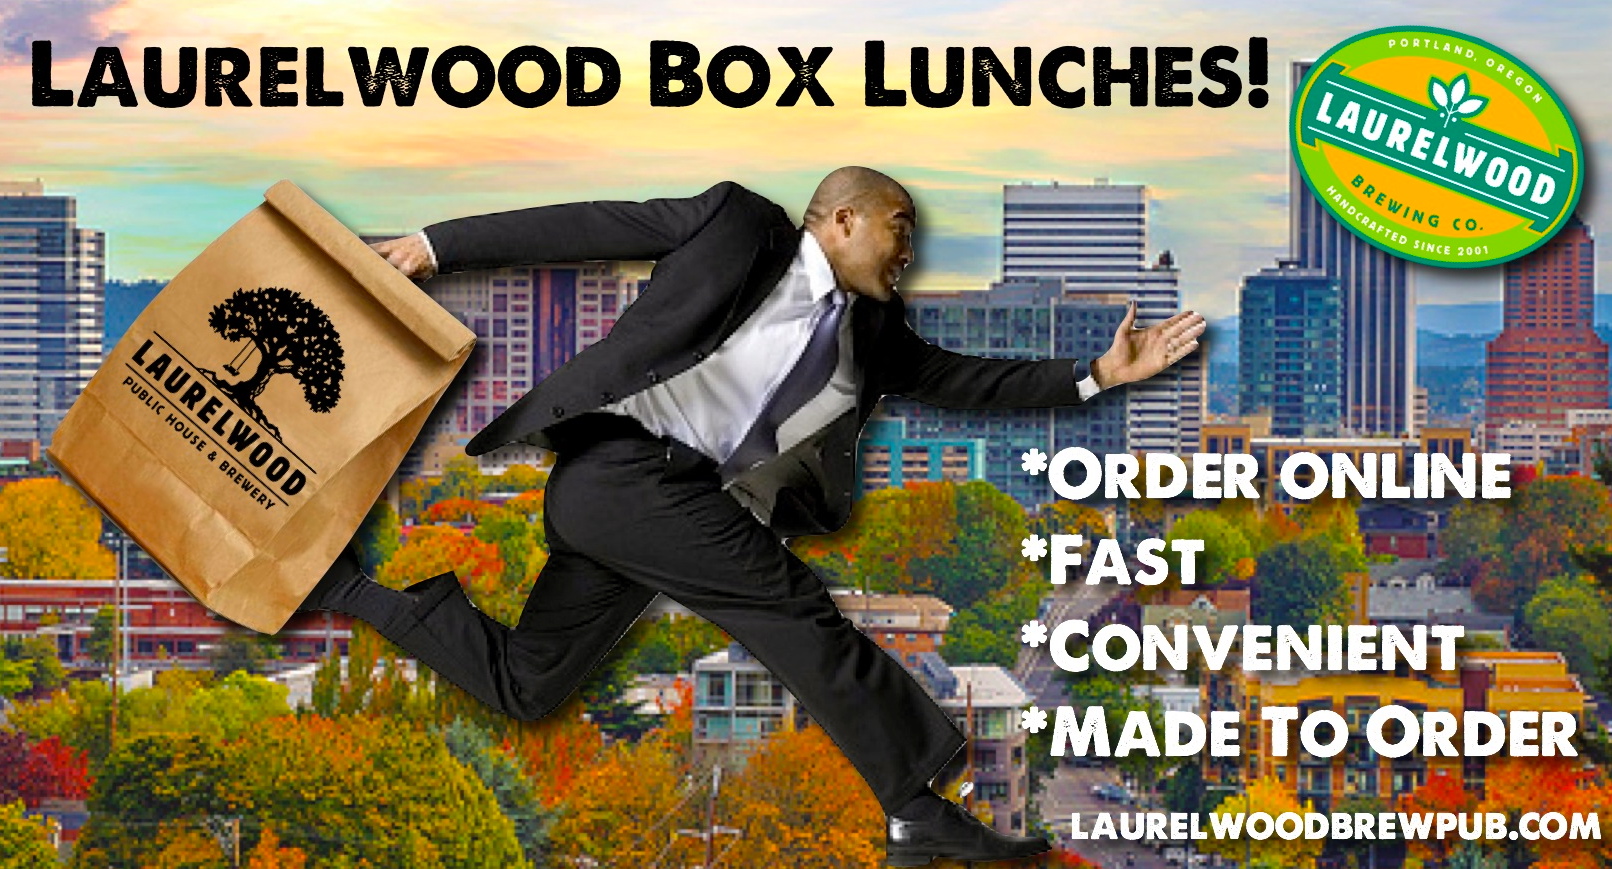 Laurelwood Box Lunches!
PORTLAND, OREGON
LAURELWOOD
BREWING CO.
HANDCRAFTED SINCE 2001
LAURELWOOD
PUBLIC HOUSE & BREWERY
*Order online
*Fast
*Convenient
*Made To Order
laurelwoodbrewpub.com